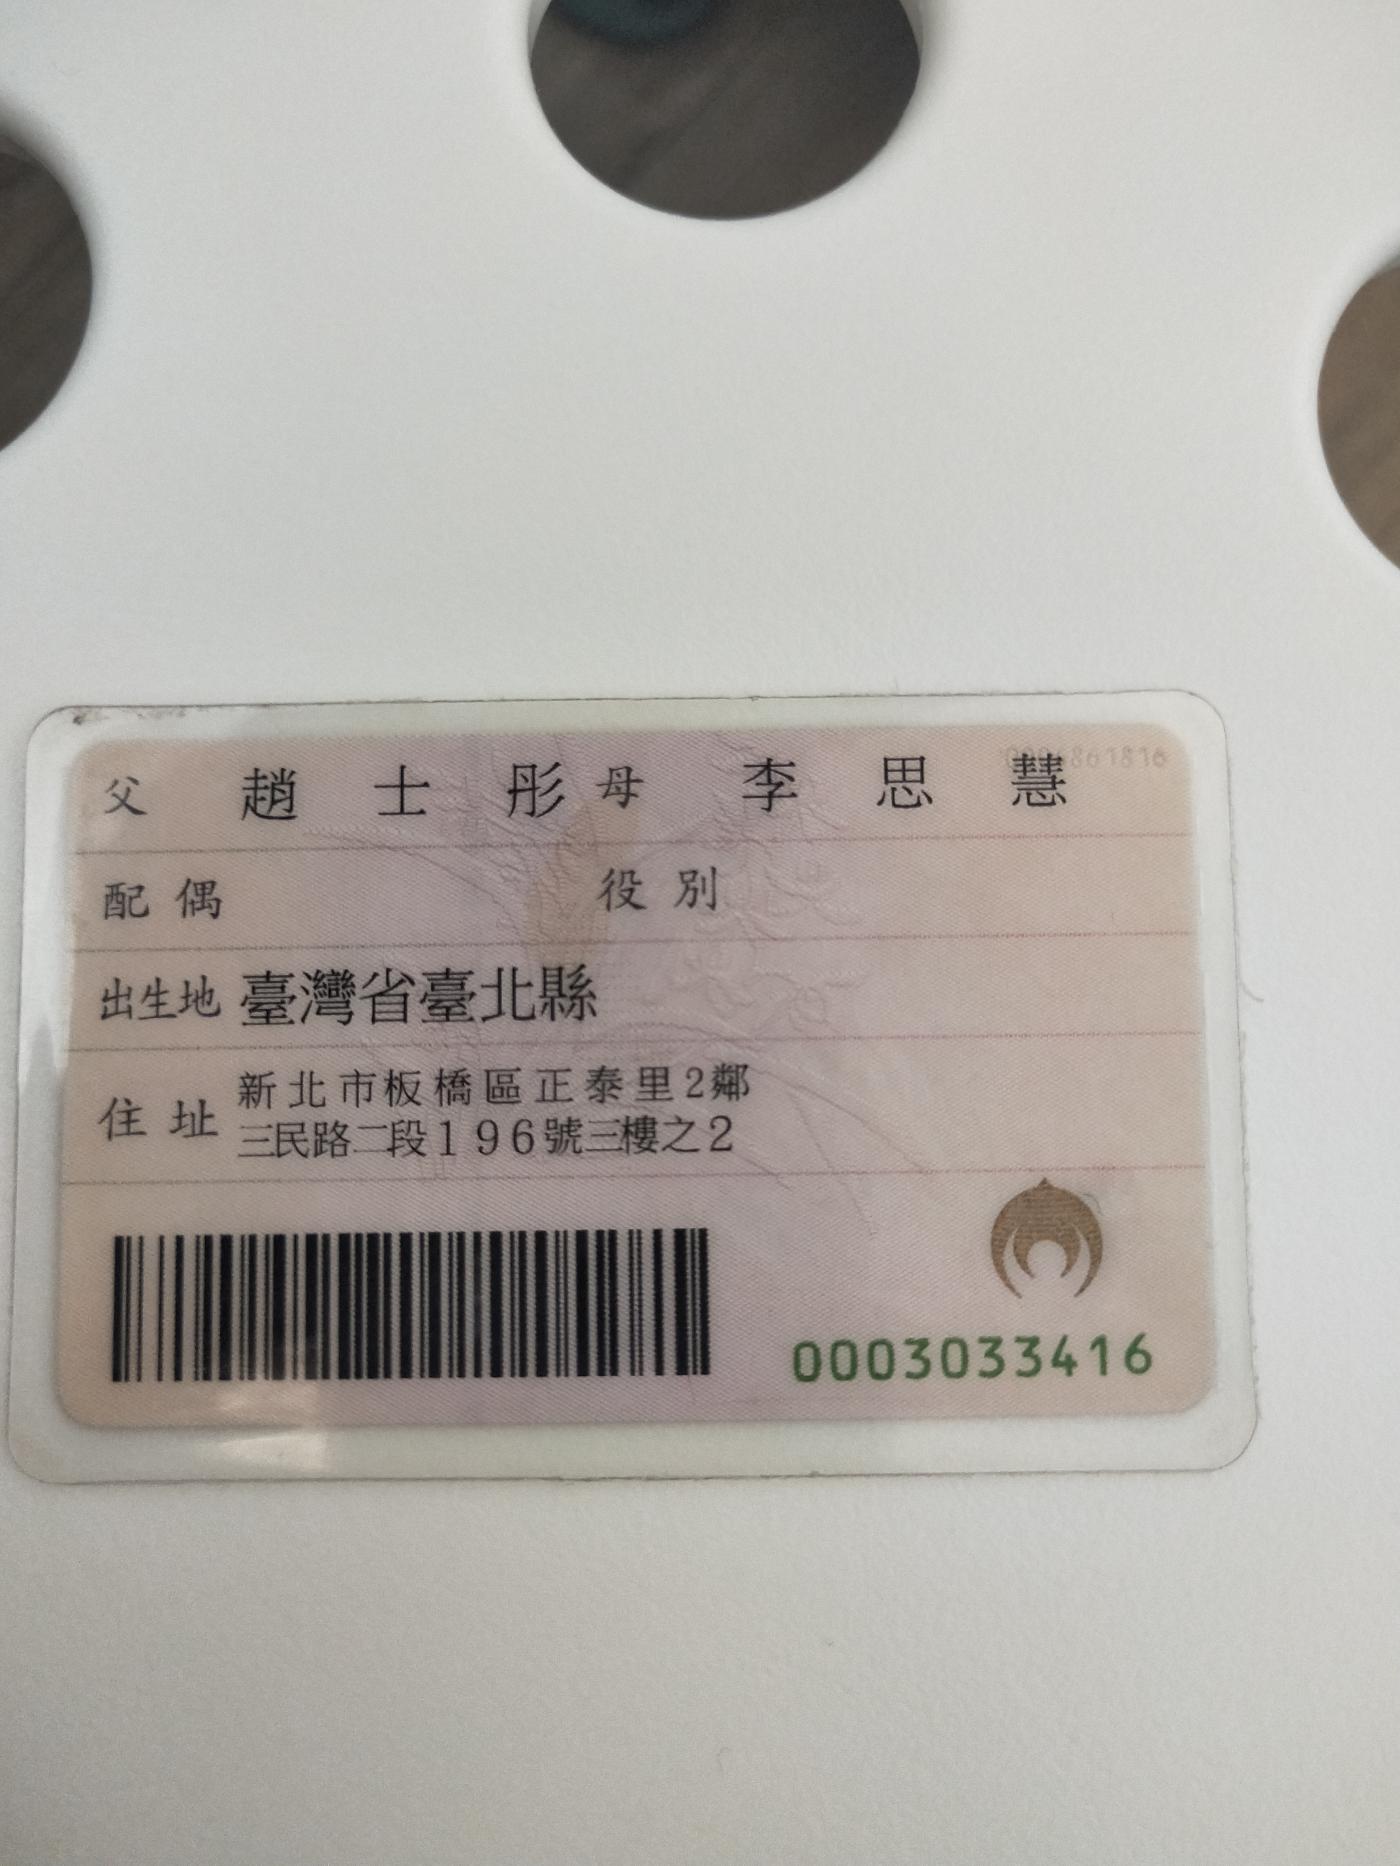 父 趙士彤 母 李思慧
配偶 役別
出生地 臺灣省臺北縣
住址 新北市板橋區正泰里2鄰
三民路二段196號三樓之2
0003033416